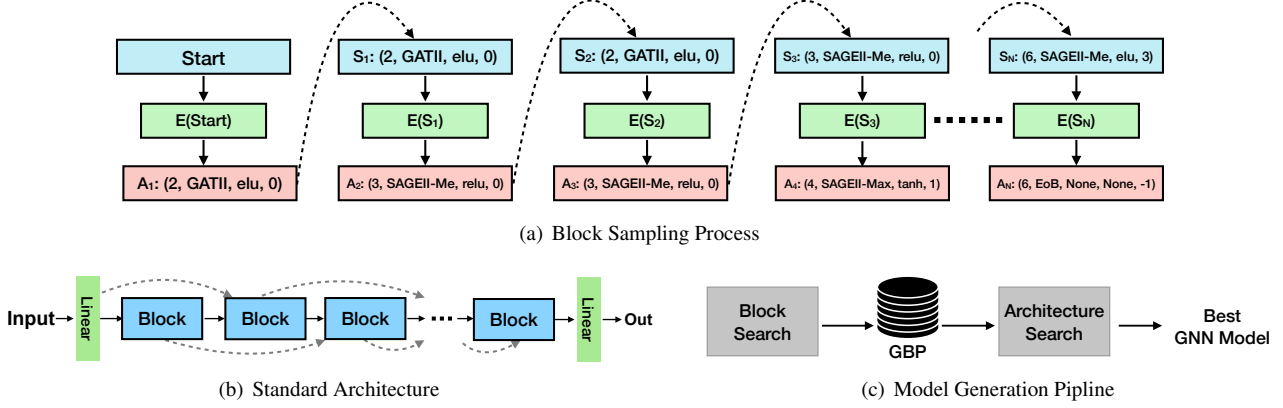 Start
S₁: (2, GATII, elu, 0)
S₂: (2, GATII, elu, 0)
S₃: (3, SAGEII-Me, relu, 0)
Sₙ: (6, SAGEII-Me, elu, 3)
E(Start)
E(S₁)
E(S₂)
E(S₃)
E(Sₙ)
A₁: (2, GATII, elu, 0)
A₂: (3, SAGEII-Me, relu, 0)
A₃: (3, SAGEII-Me, relu, 0)
A₄: (4, SAGEII-Max, tanh, 1)
Aₙ: (6, EoB, None, None, -1)
(a) Block Sampling Process
Input
Linear
Block
Block
Block
Block
Linear
Out
(b) Standard Architecture
Block
Search
GBP
Architecture
Search
Best
GNN Model
(c) Model Generation Pipline